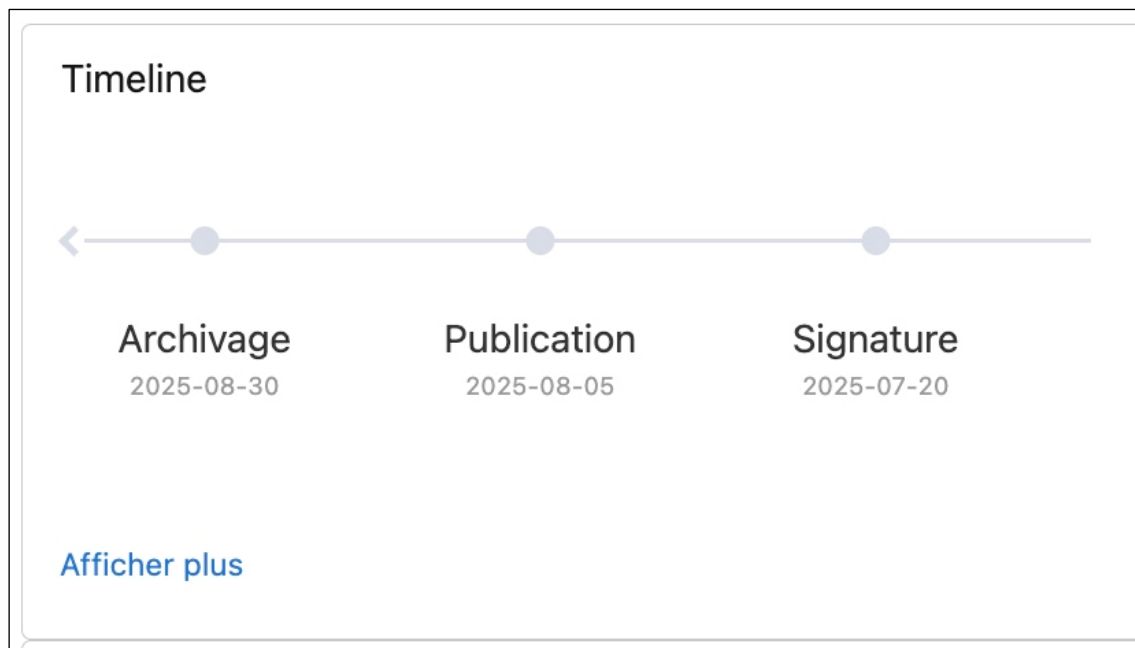 Timeline
Archivage
2025-08-30
Publication
2025-08-05
Signature
2025-07-20
Afficher plus